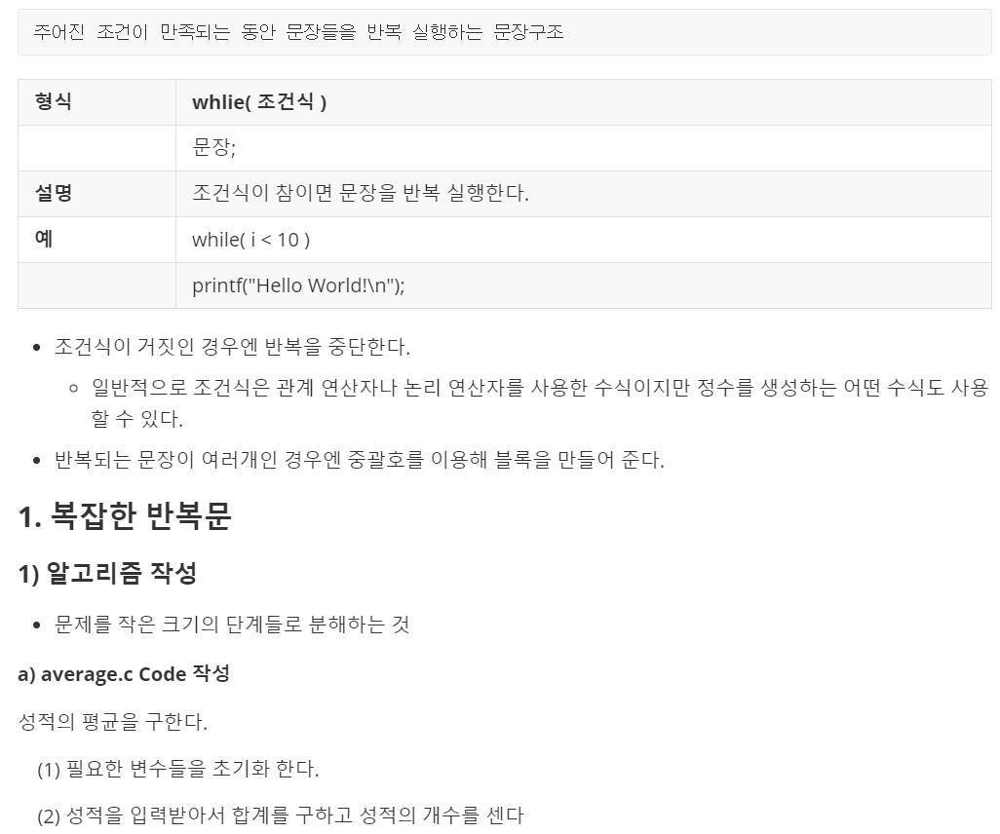 주어진 조건이 만족되는 동안 문장들을 반복 실행하는 문장구조
형식 whlie( 조건식 )
문장;
설명 조건식이 참이면 문장을 반복 실행한다.
예 while( i < 10 )
printf("Hello World!\n");
조건식이 거짓인 경우엔 반복을 중단한다.
일반적으로 조건식은 관계 연산자나 논리 연산자를 사용한 수식이지만 정수를 생성하는 어떤 수식도 사용
할 수 있다.
반복되는 문장이 여러개인 경우엔 중괄호를 이용해 블록을 만들어 준다.
1. 복잡한 반복문
1) 알고리즘 작성
문제를 작은 크기의 단계들로 분해하는 것
a) average.c Code 작성
성적의 평균을 구한다.
(1) 필요한 변수들을 초기화 한다.
(2) 성적을 입력받아서 합계를 구하고 성적의 개수를 센다